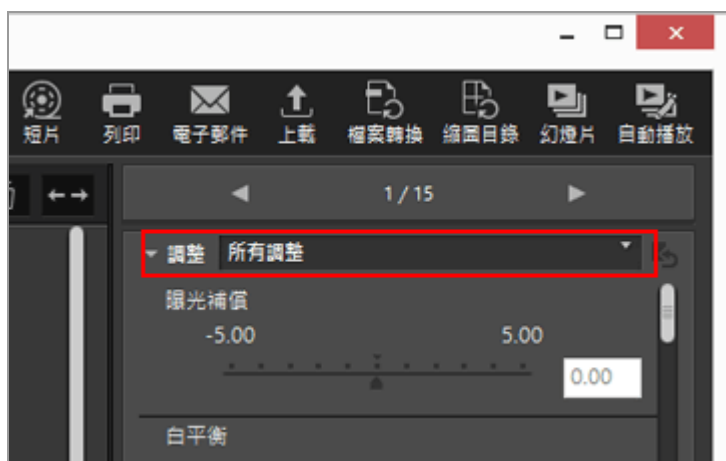 短片 列印 電子郵件 上載 檔案轉換 縮圖目錄 幻燈片 自動播放
1 / 15
調整 所有調整
曝光補償
-5.00 5.00
0.00
白平衡